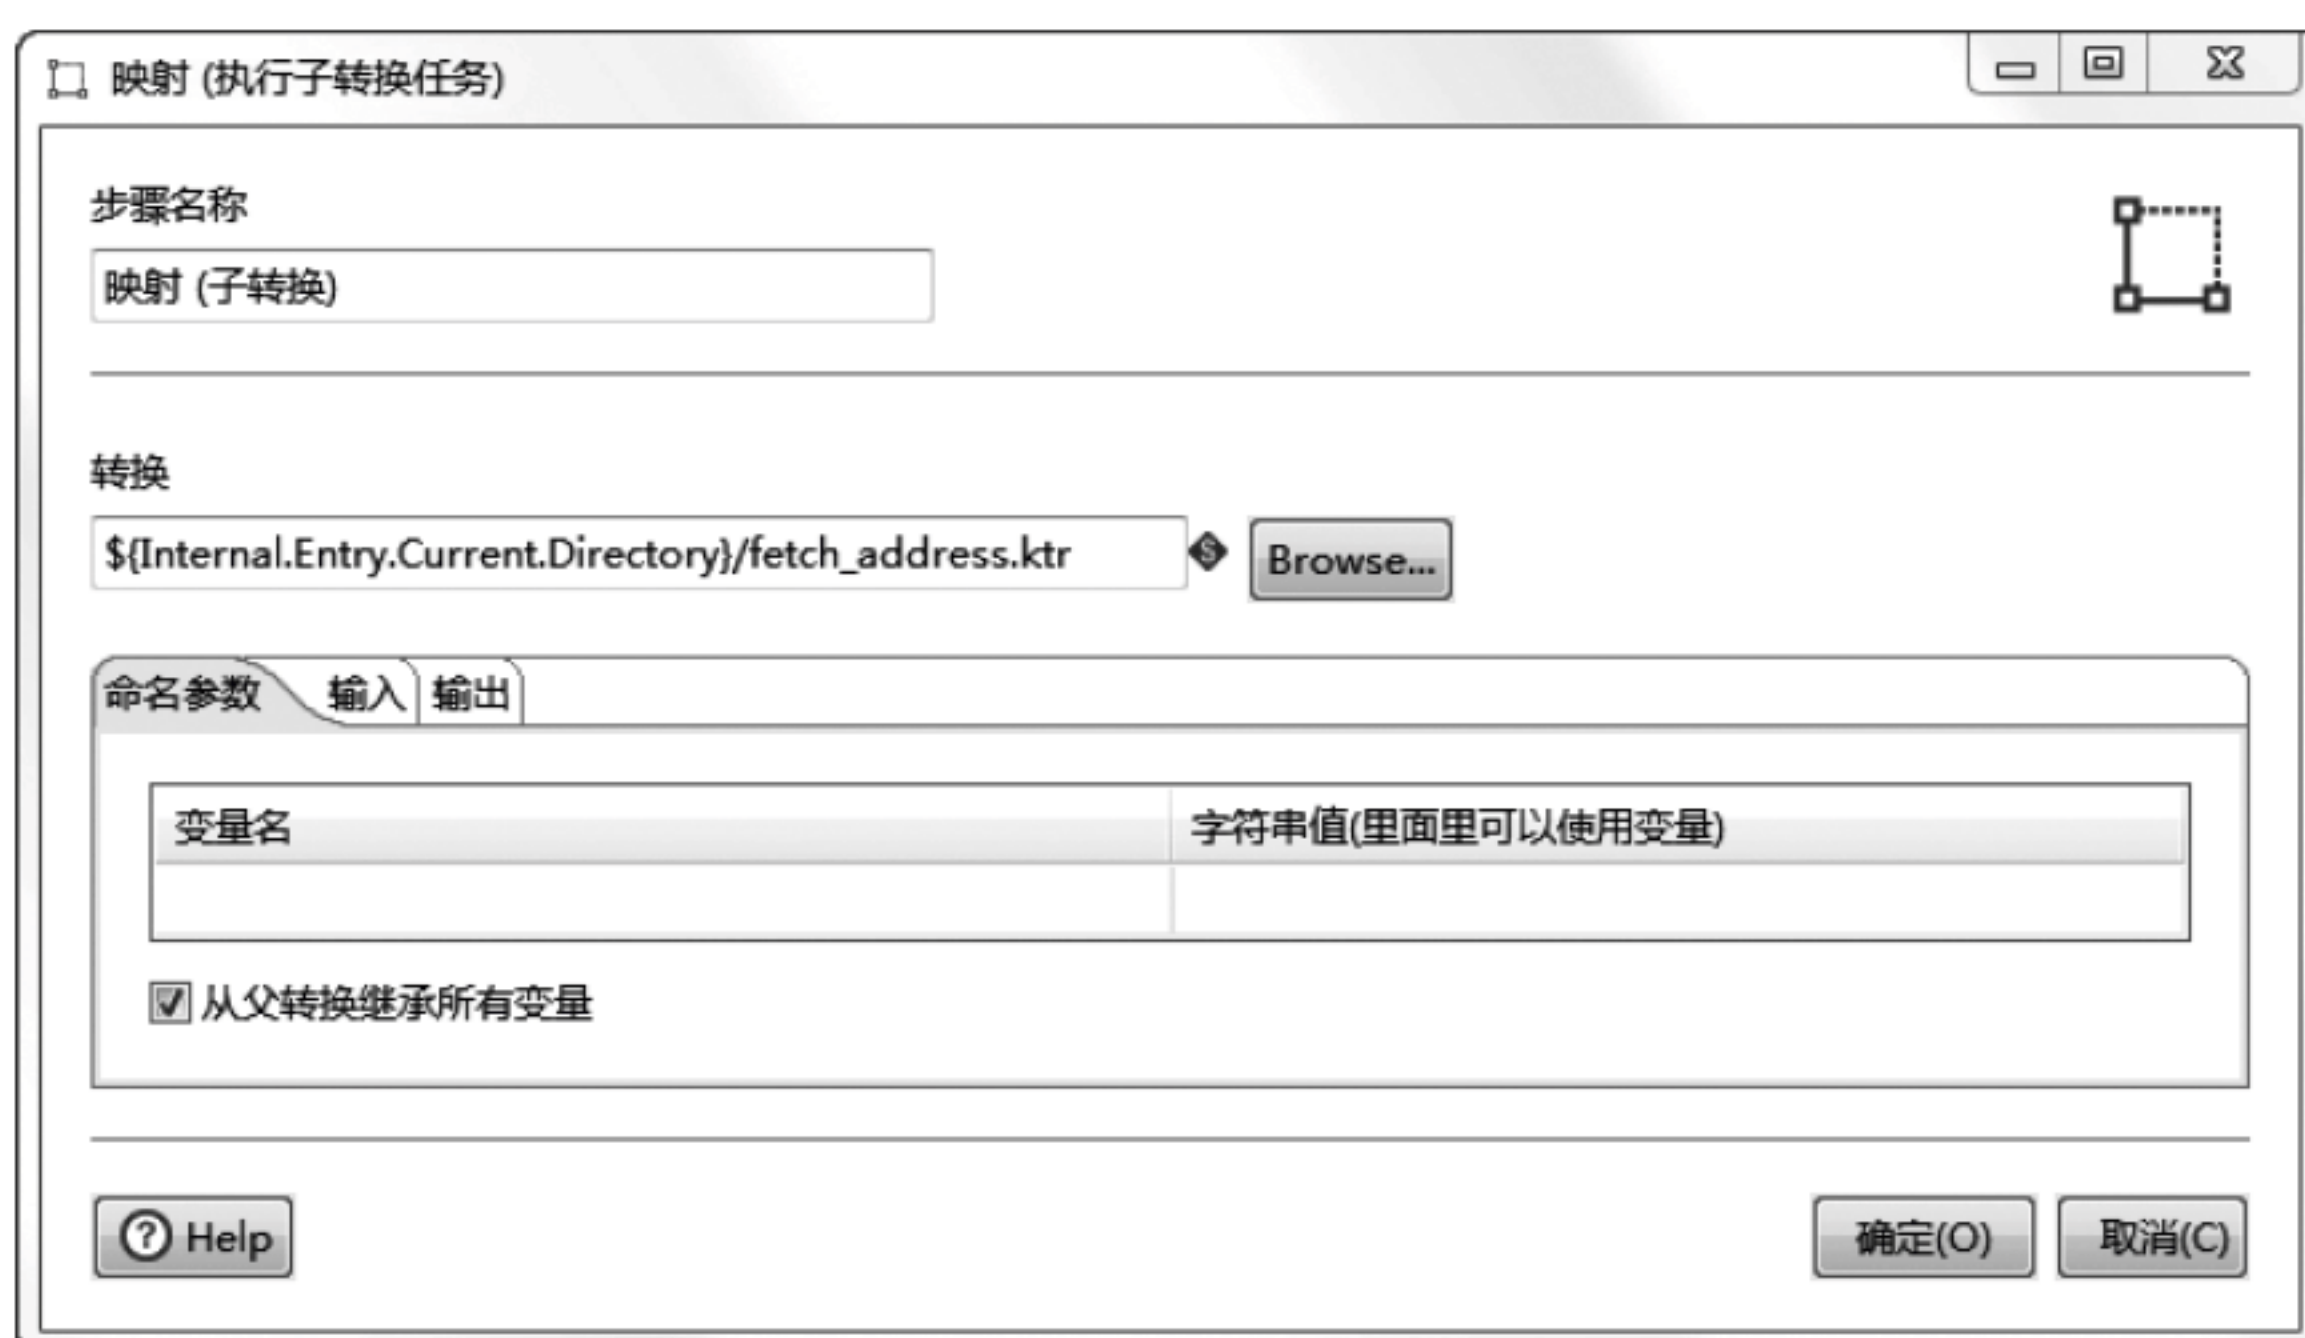 映射 (执行子转换任务)
步骤名称
映射 (子转换)
转换
${Internal.Entry.Current.Directory}/fetch_address.ktr
Browse...
命名参数 输入 输出
变量名 字符串值(里面里可以使用变量)
从父转换继承所有变量
Help 确定(O) 取消(C)